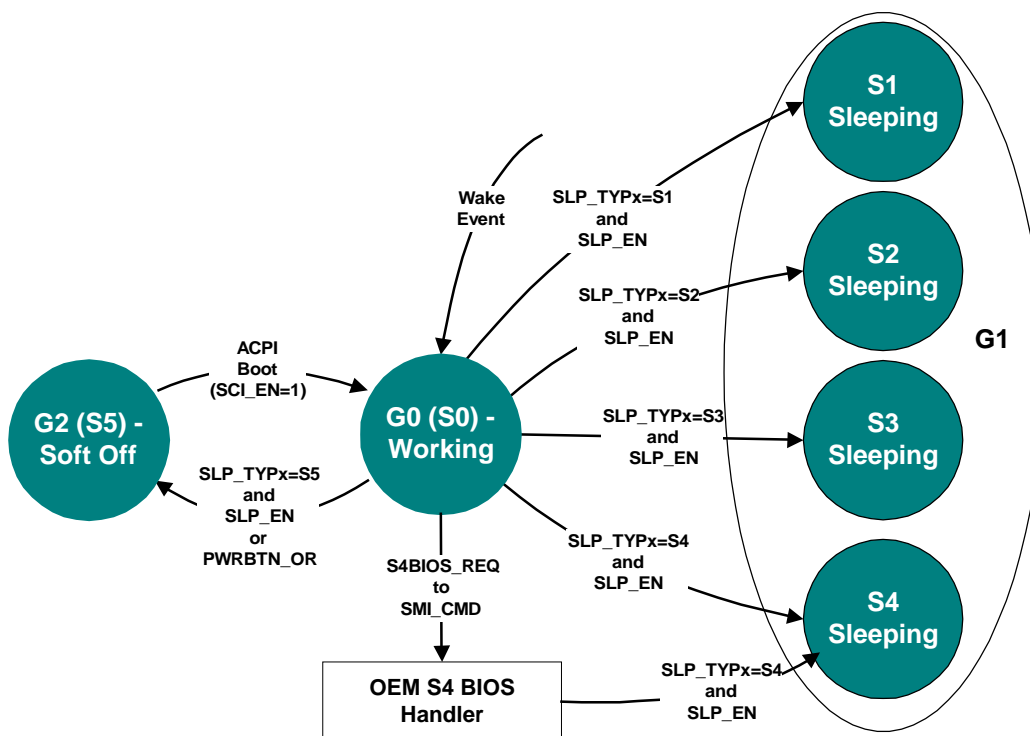 S1
Sleeping
Wake
Event
SLP_TYPx=S1
and
SLP_EN
S2
Sleeping
SLP_TYPx=S2
and
SLP_EN
G1
ACPI
Boot
(SCI_EN=1)
G2 (S5) -
Soft Off
G0 (S0) -
Working
SLP_TYPx=S3
and
SLP_EN
S3
Sleeping
SLP_TYPx=S5
and
SLP_EN
or
PWRBTN_OR
S4BIOS_REQ
to
SMI_CMD
SLP_TYPx=S4
and
SLP_EN
S4
Sleeping
OEM S4 BIOS
Handler
SLP_TYPx=S4
and
SLP_EN